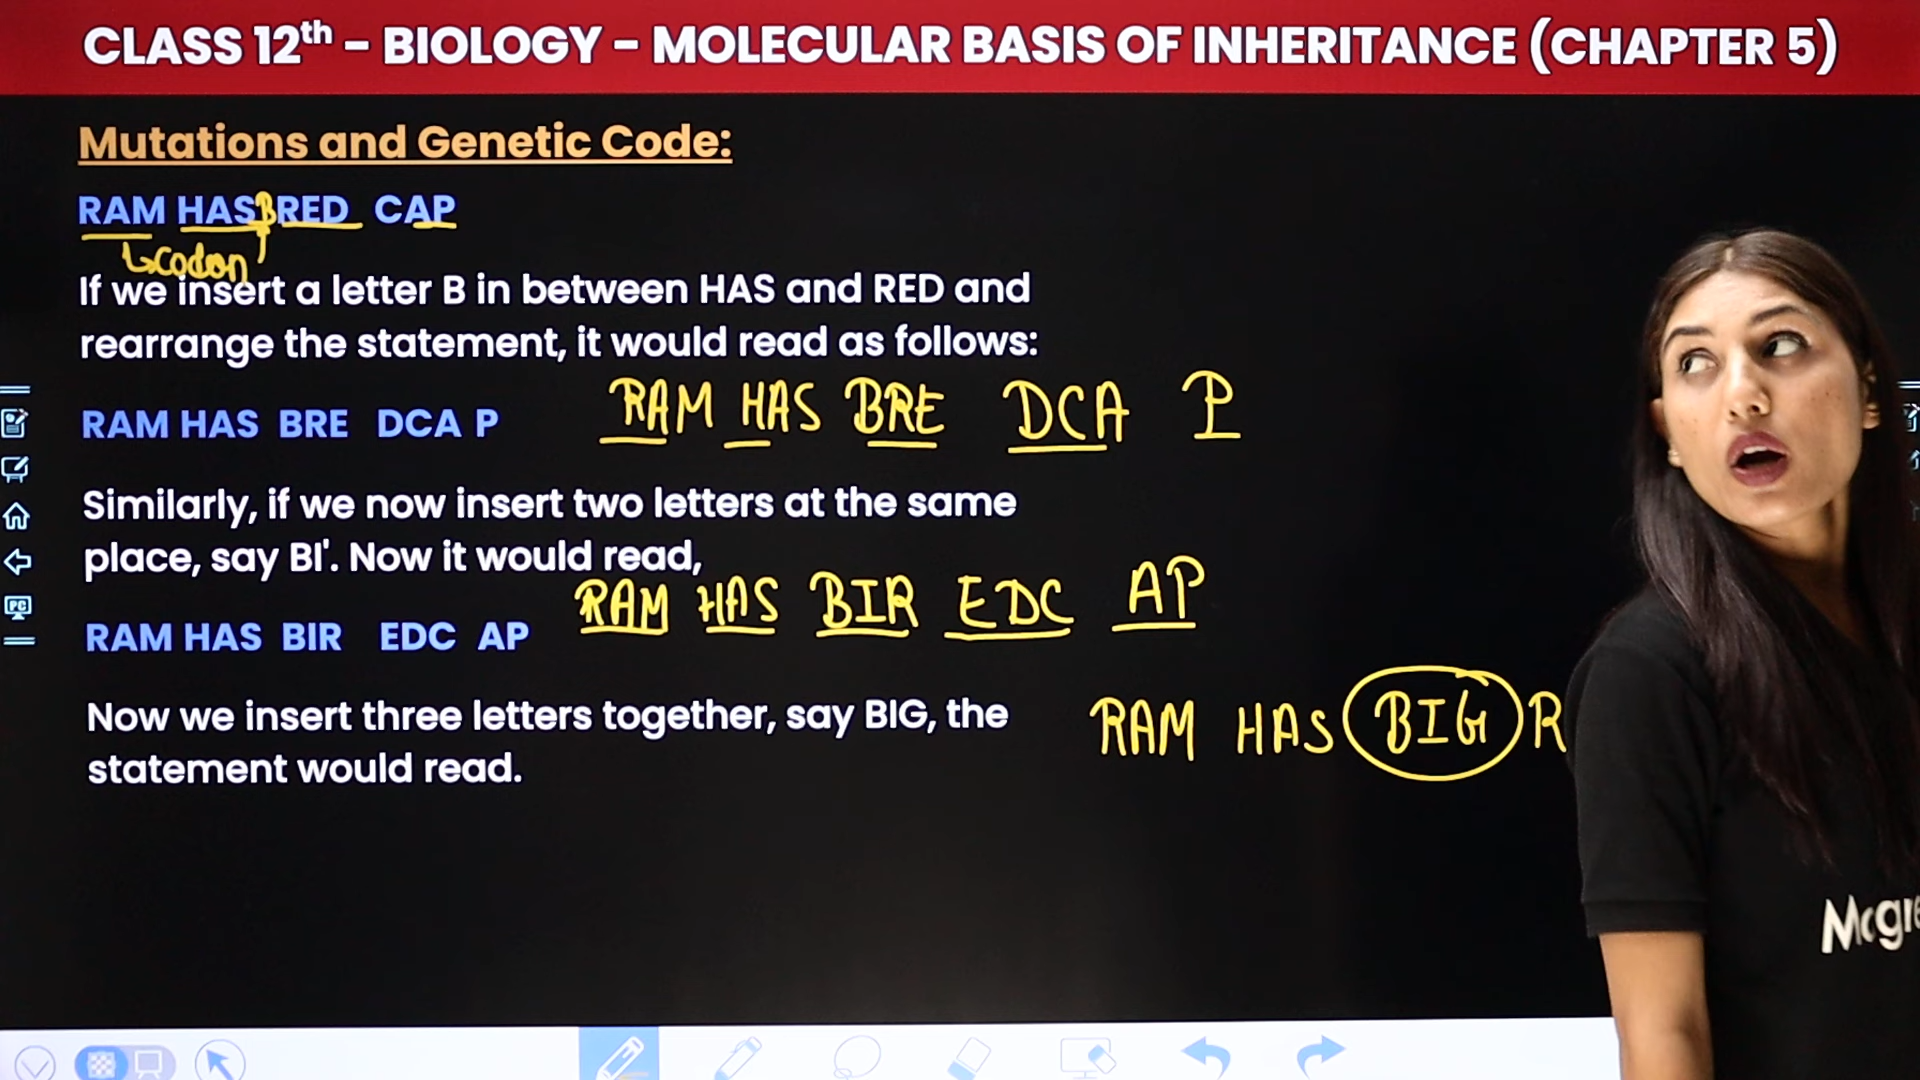 CLASS 12th - BIOLOGY - MOLECULAR BASIS OF INHERITANCE (CHAPTER 5)
Mutations and Genetic Code:
RAM HAS B RED CAP
↳codon
If we insert a letter B in between HAS and RED and
rearrange the statement, it would read as follows:
RAM HAS BRE DCA P RAM HAS BRE DCA P
Similarly, if we now insert two letters at the same
place, say BI'. Now it would read,
RAM HAS BIR EDC AP RAM HAS BIR EDC AP
Now we insert three letters together, say BIG, the
statement would read.
RAM HAS BIG R
PC